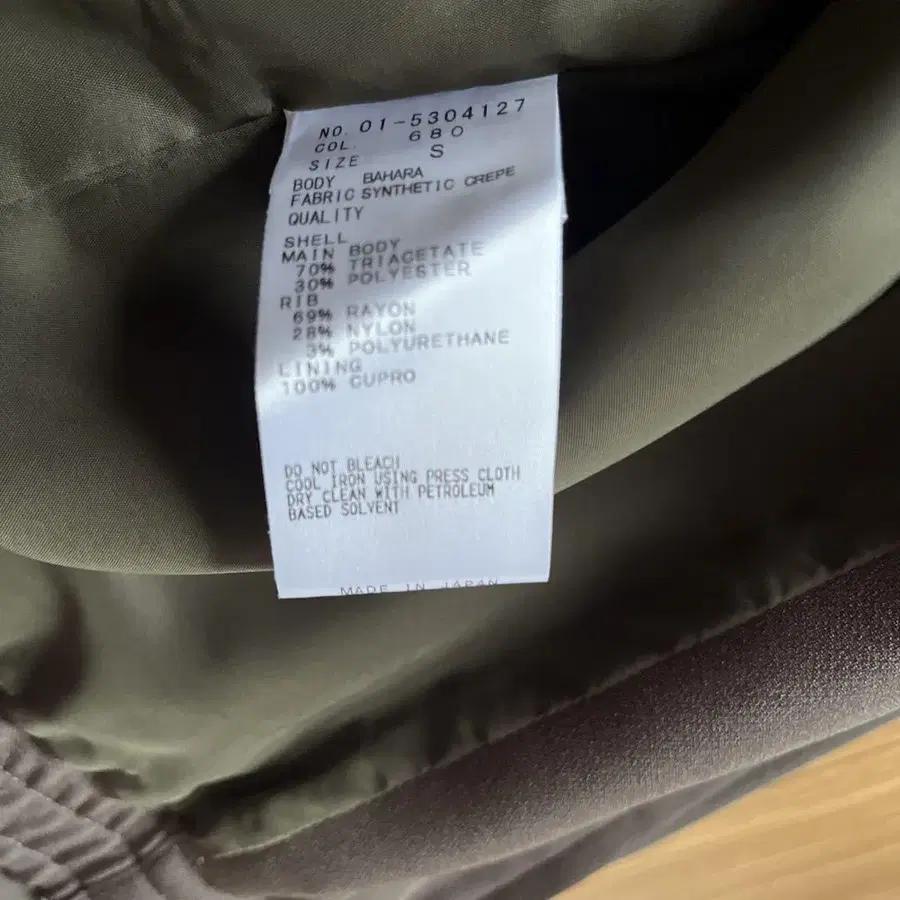 NO. 01-5304127
COL. 680
SIZE S
BODY BAHARA
FABRIC SYNTHETIC CREPE
QUALITY
SHELL
MAIN BODY
70% TRIACETATE
30% POLYESTER
RIB
69% RAYON
28% NYLON
3% POLYURETHANE
LINING
100% CUPRO
DO NOT BLEACH
COOL IRON USING PRESS CLOTH
DRY CLEAN WITH PETROLEUM
BASED SOLVENT
MADE IN JAPAN